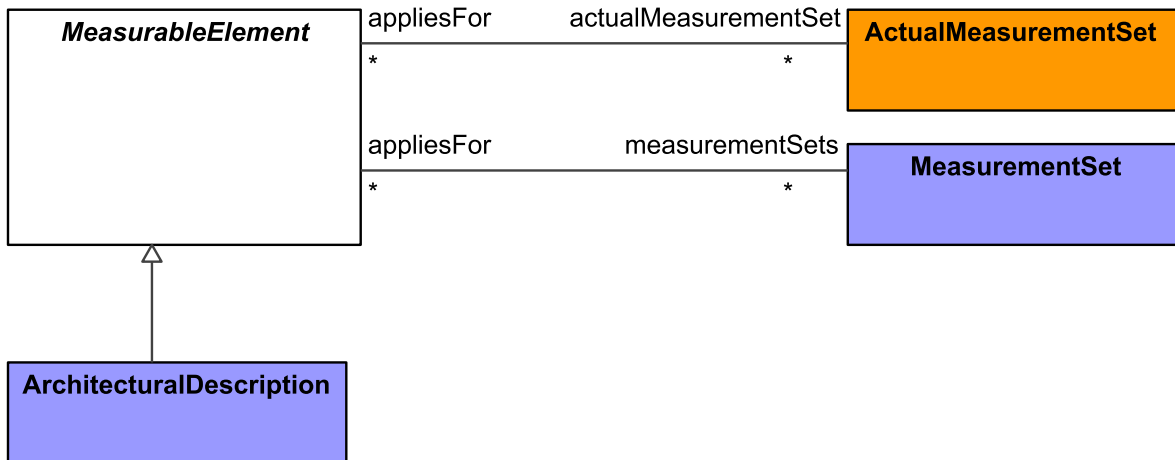 MeasurableElement
appliesFor actualMeasurementSet
* *
ActualMeasurementSet
appliesFor measurementSets
* *
MeasurementSet
ArchitecturalDescription